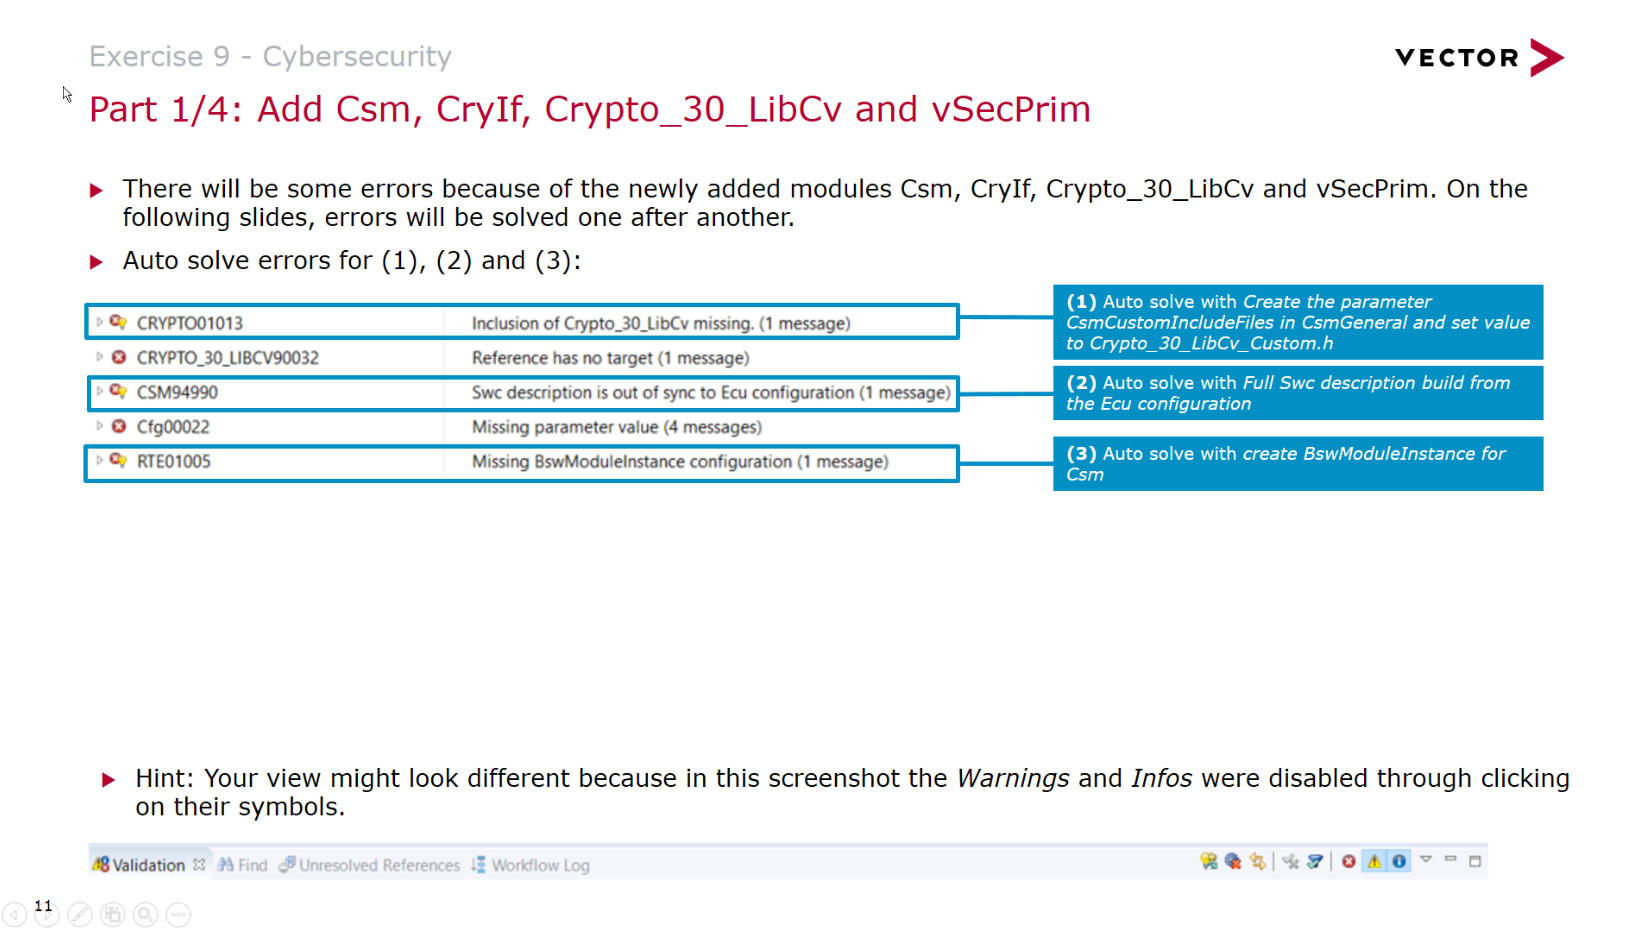 Exercise 9 - Cybersecurity
VECTOR
Part 1/4: Add Csm, CryIf, Crypto_30_LibCv and vSecPrim
There will be some errors because of the newly added modules Csm, CryIf, Crypto_30_LibCv and vSecPrim. On the
following slides, errors will be solved one after another.
Auto solve errors for (1), (2) and (3):
CRYPTO01013 Inclusion of Crypto_30_LibCv missing. (1 message)
CRYPTO_30_LIBCV90032 Reference has no target (1 message)
CSM94990 Swc description is out of sync to Ecu configuration (1 message)
Cfg00022 Missing parameter value (4 messages)
RTE01005 Missing BswModuleInstance configuration (1 message)
(1) Auto solve with Create the parameter
CsmCustomIncludeFiles in CsmGeneral and set value
to Crypto_30_LibCv_Custom.h
(2) Auto solve with Full Swc description build from
the Ecu configuration
(3) Auto solve with create BswModuleInstance for
Csm
Hint: Your view might look different because in this screenshot the Warnings and Infos were disabled through clicking
on their symbols.
Validation Find Unresolved References Workflow Log
11